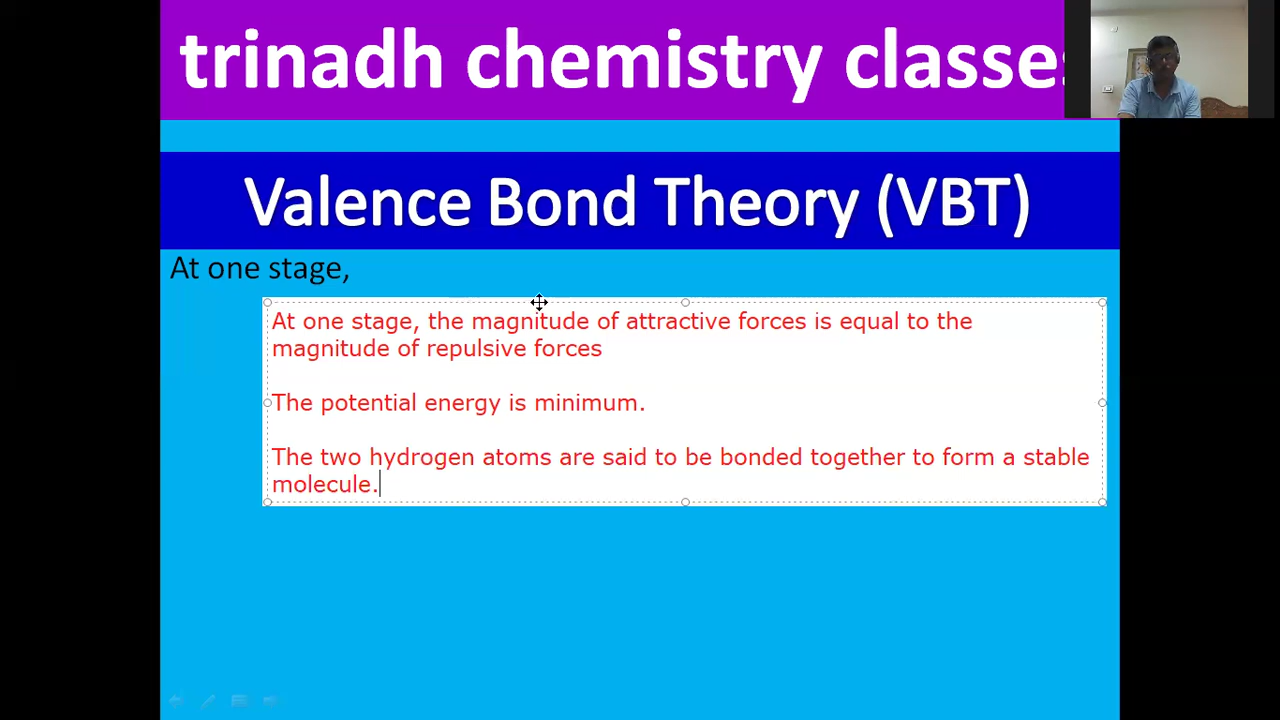 trinadh chemistry classes
Valence Bond Theory (VBT)
At one stage,
At one stage, the magnitude of attractive forces is equal to the
magnitude of repulsive forces
The potential energy is minimum.
The two hydrogen atoms are said to be bonded together to form a stable
molecule.